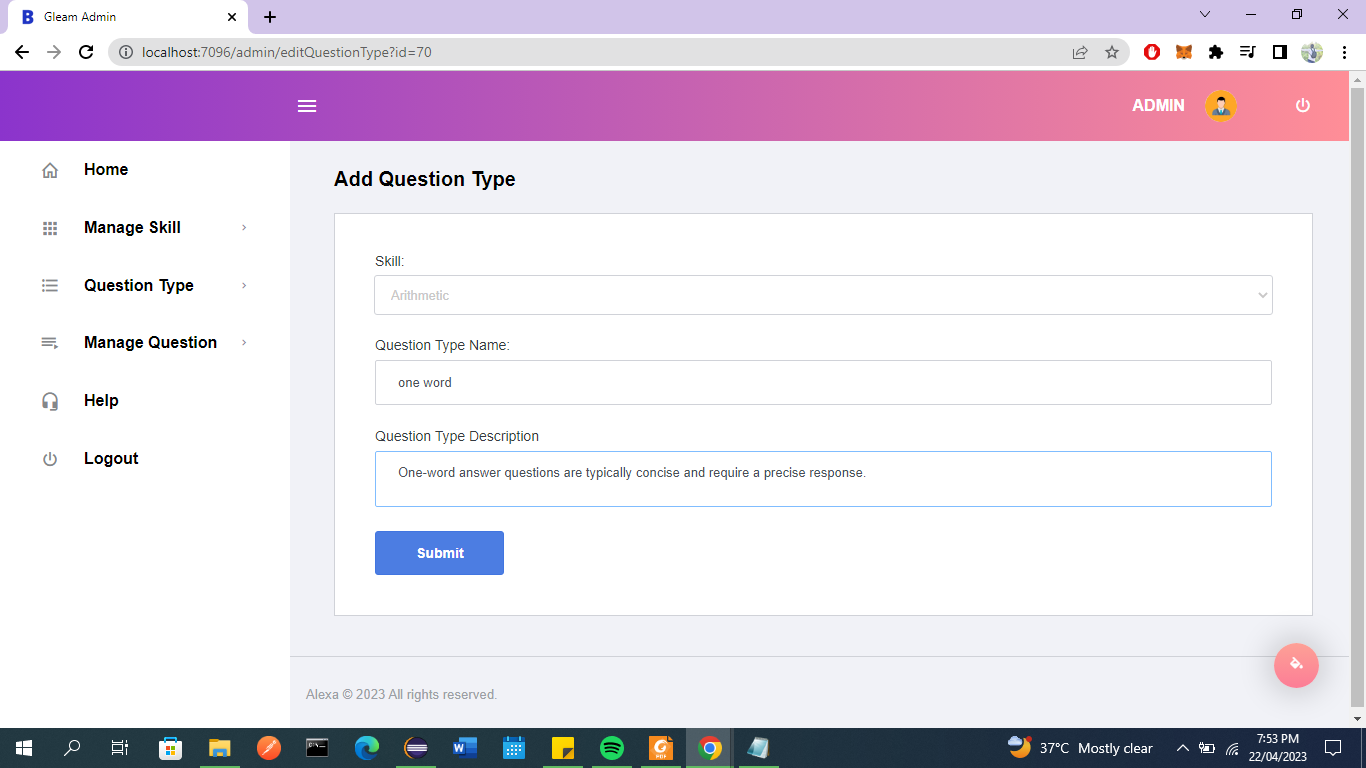 Gleam Admin
localhost:7096/admin/editQuestionType?id=70
ADMIN
Home
Manage Skill
Question Type
Manage Question
Help
Logout
Add Question Type
Skill:
Arithmetic
Question Type Name:
one word
Question Type Description
One-word answer questions are typically concise and require a precise response.
Submit
Alexa © 2023 All rights reserved.
37°C Mostly clear
7:53 PM
22/04/2023